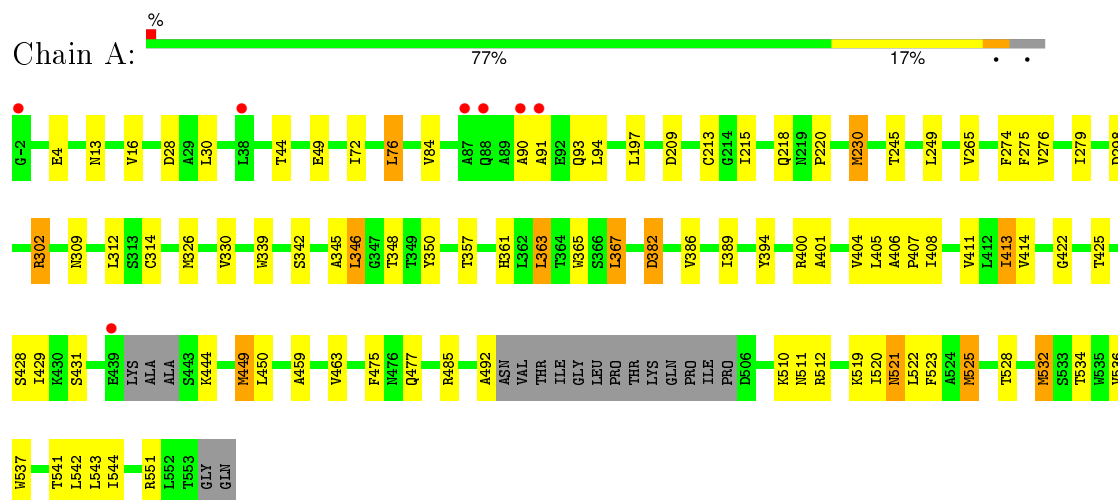 %
Chain A:
77% 17% • •
G-2 E4 N13 V16 D28 A29 L30 L38 T44 E49 I72 L76 V84 A87 Q88 A89 A90 A91 E92 Q93 L94 L197 D209 C213 G214 I215 Q218 N219 P220 M230 T245 L249 V265 F274 F275 V276 I279
R302 N309 L312 S313 C314 M326 V330 W339 S342 A345 L346 G347 T348 T349 Y350 T357 H361 L362 L363 T364 W365 S366 L367 D382 V386 I389 Y394 R400 A401 V404 L405 A406 P407 I408 V411 L412 I413 V414 G422 T425
S428 I429 K430 S431 E439 LYS ALA ALA S443 K444 M449 L450 A459 V463 F475 N476 Q477 R485 A492 ASN VAL THR ILE GLY LEU PRO THR LYS GLN PRO ILE PRO D506 K510 N511 R512 K519 I520 N521 L522 F523 A524 M525 T528 M532 S533 T534 W535
W537 T541 L542 L543 I544 R551 L552 T553 GLY GLN